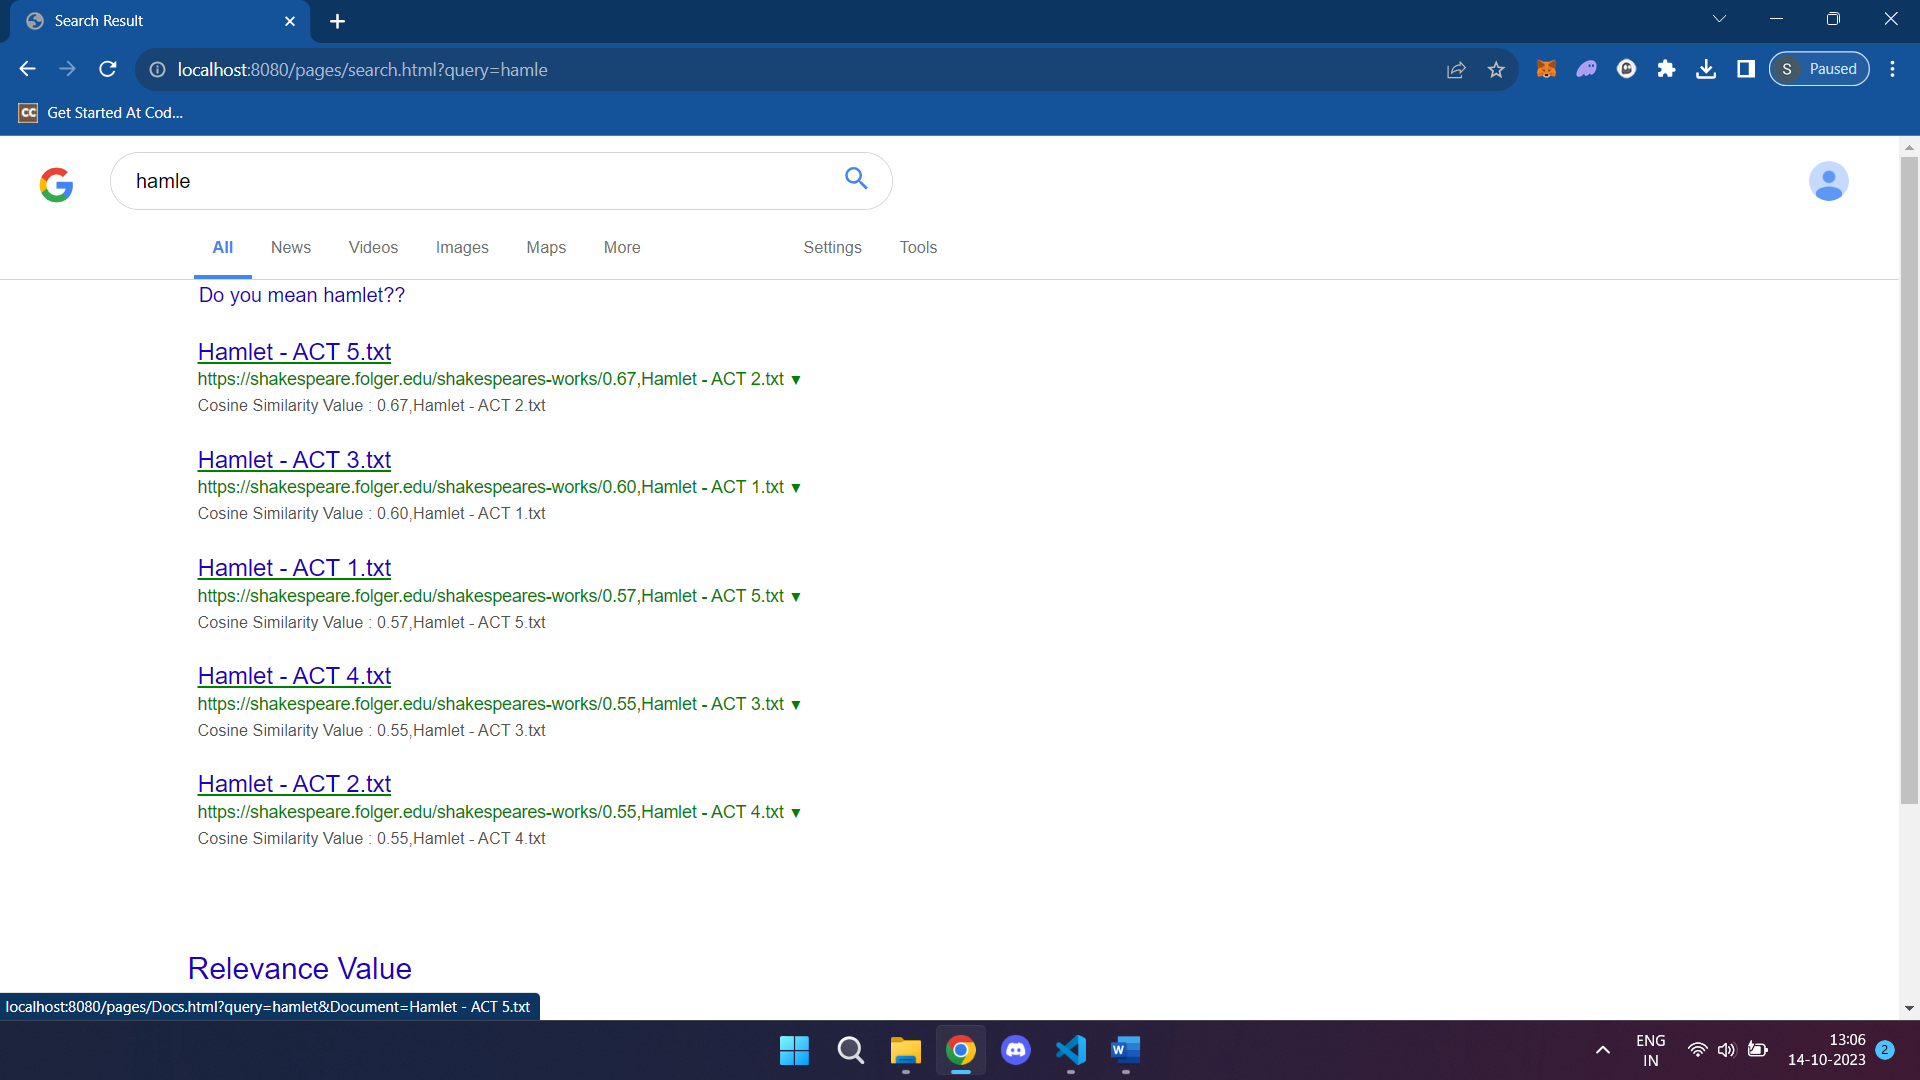 Search Result
localhost:8080/pages/search.html?query=hamle
S Paused
CC Get Started At Cod...
G
hamle
All News Videos Images Maps More Settings Tools
Do you mean hamlet??
Hamlet - ACT 5.txt
https://shakespeare.folger.edu/shakespeares-works/0.67,Hamlet - ACT 2.txt ▼
Cosine Similarity Value : 0.67,Hamlet - ACT 2.txt
Hamlet - ACT 3.txt
https://shakespeare.folger.edu/shakespeares-works/0.60,Hamlet - ACT 1.txt ▼
Cosine Similarity Value : 0.60,Hamlet - ACT 1.txt
Hamlet - ACT 1.txt
https://shakespeare.folger.edu/shakespeares-works/0.57,Hamlet - ACT 5.txt ▼
Cosine Similarity Value : 0.57,Hamlet - ACT 5.txt
Hamlet - ACT 4.txt
https://shakespeare.folger.edu/shakespeares-works/0.55,Hamlet - ACT 3.txt ▼
Cosine Similarity Value : 0.55,Hamlet - ACT 3.txt
Hamlet - ACT 2.txt
https://shakespeare.folger.edu/shakespeares-works/0.55,Hamlet - ACT 4.txt ▼
Cosine Similarity Value : 0.55,Hamlet - ACT 4.txt
Relevance Value
localhost:8080/pages/Docs.html?query=hamlet&Document=Hamlet - ACT 5.txt
W
ENG
IN
13:06
14-10-2023
2